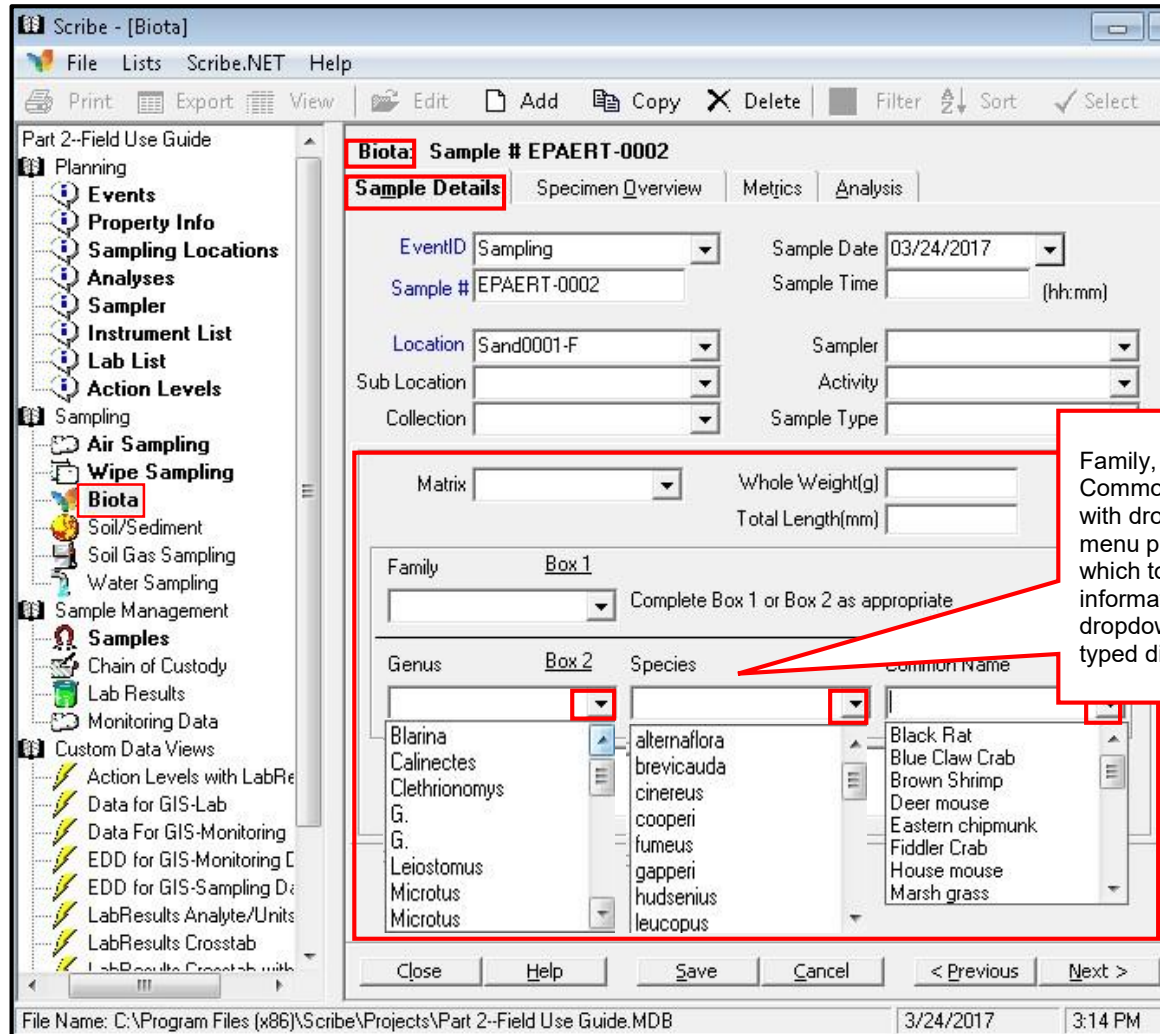 Scribe - [Biota]
File Lists Scribe.NET Help
Print Export View Edit Add Copy Delete Filter Sort Select
Part 2--Field Use Guide
Planning
Events
Property Info
Sampling Locations
Analyses
Sampler
Instrument List
Lab List
Action Levels
Sampling
Air Sampling
Wipe Sampling
Biota
Soil/Sediment
Soil Gas Sampling
Water Sampling
Sample Management
Samples
Chain of Custody
Lab Results
Monitoring Data
Custom Data Views
Action Levels with LabRe
Data for GIS-Lab
Data For GIS-Monitoring
EDD for GIS-Monitoring D
EDD for GIS-Sampling Da
LabResults Analyte/Units
LabResults Crosstab
LabResults Crosstab with
Biota: Sample # EPAERT-0002
Sample Details Specimen Overview Metrics Analysis
EventID Sampling Sample Date 03/24/2017
Sample # EPAERT-0002 Sample Time (hh:mm)
Location Sand0001-F Sampler
Sub Location Activity
Collection Sample Type
Matrix Whole Weight(g)
Total Length(mm)
Family Box 1
Complete Box 1 or Box 2 as appropriate
Genus Box 2 Species Common Name
Blarina
Calinectes
Clethrionomys
G.
G.
Leiostomus
Microtus
Microtus
alternaflora
brevicauda
cinereus
cooperi
fumeus
gapperi
hudsenius
leucopus
Black Rat
Blue Claw Crab
Brown Shrimp
Deer mouse
Eastern chipmunk
Fiddler Crab
House mouse
Marsh grass
Family,
Commo
with dro
menu p
which to
informa
dropdow
typed di
Close Help Save Cancel < Previous Next >
File Name: C:\Program Files (x86)\Scribe\Projects\Part 2--Field Use Guide.MDB 3/24/2017 3:14 PM